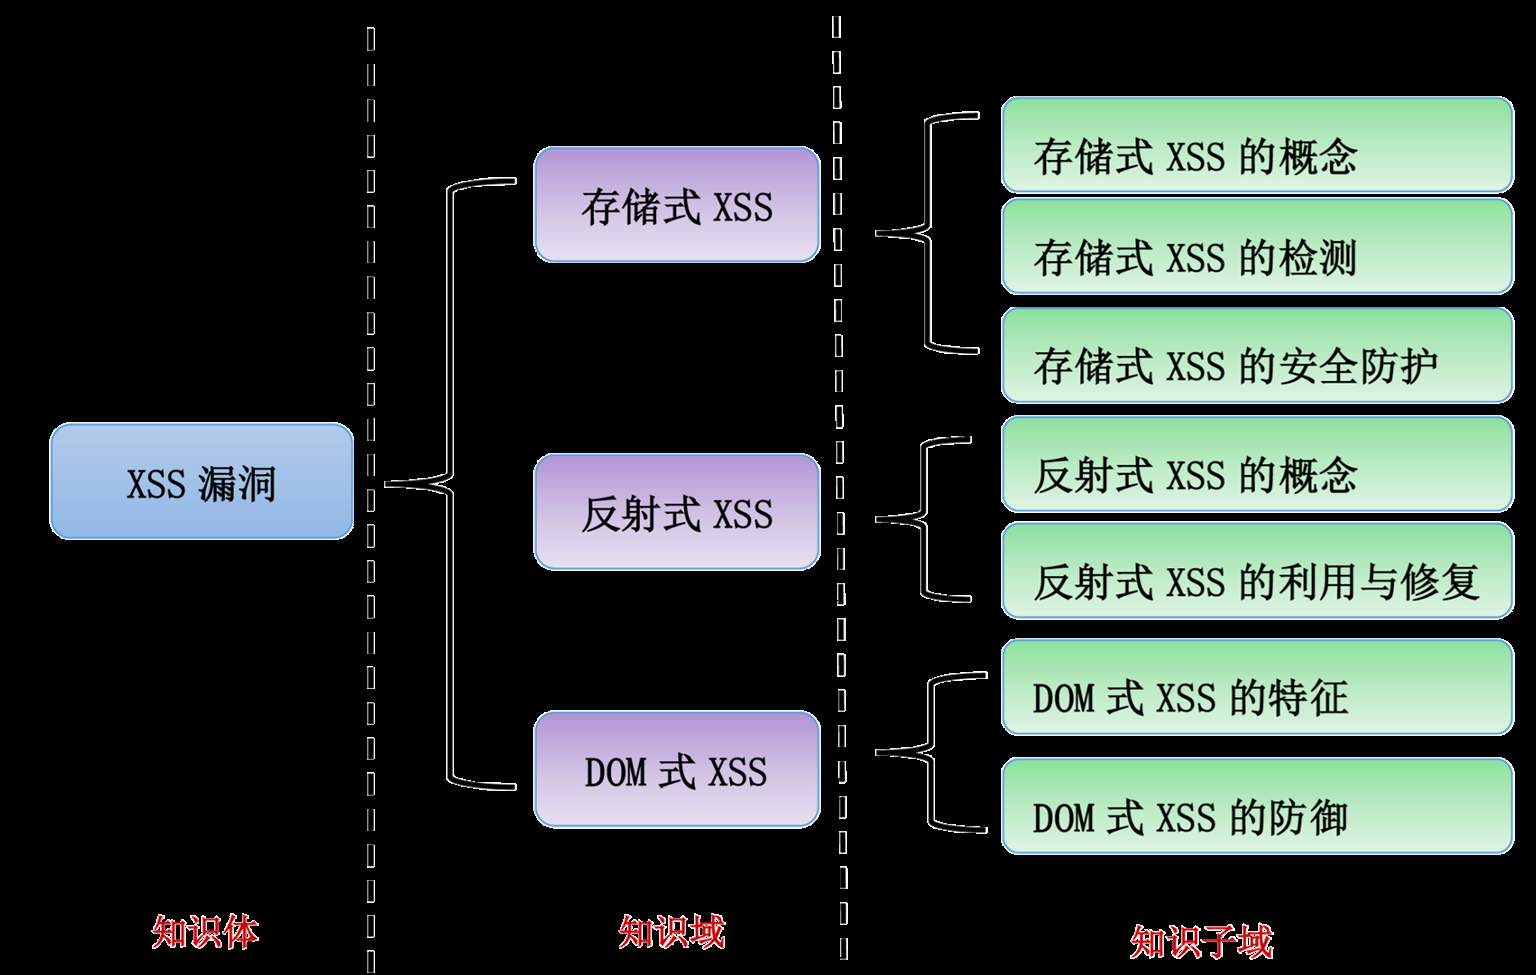 XSS 漏洞
存储式 XSS
反射式 XSS
DOM 式 XSS
存储式 XSS 的概念
存储式 XSS 的检测
存储式 XSS 的安全防护
反射式 XSS 的概念
反射式 XSS 的利用与修复
DOM 式 XSS 的特征
DOM 式 XSS 的防御
知识体
知识域
知识子域